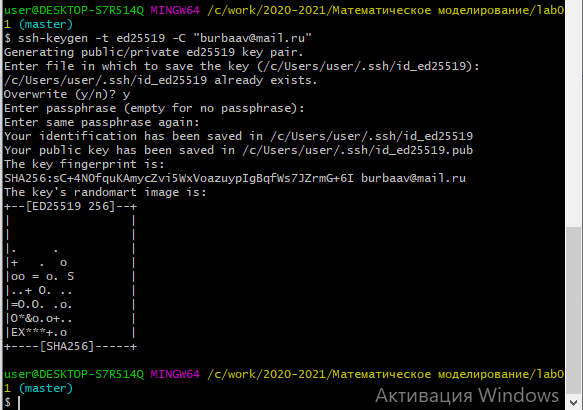 user@DESKTOP-S7R514Q MINGW64 /c/work/2020-2021/Математическое моделирование/lab0
1 (master)
$ ssh-keygen -t ed25519 -C "burbaav@mail.ru"
Generating public/private ed25519 key pair.
Enter file in which to save the key (/c/Users/user/.ssh/id_ed25519):
/c/Users/user/.ssh/id_ed25519 already exists.
Overwrite (y/n)? y
Enter passphrase (empty for no passphrase):
Enter same passphrase again:
Your identification has been saved in /c/Users/user/.ssh/id_ed25519
Your public key has been saved in /c/Users/user/.ssh/id_ed25519.pub
The key fingerprint is:
SHA256:sC+4NOfquKAmycZvi5WxVoazuypIgBqfWs7JZrmG+6I burbaav@mail.ru
The key's randomart image is:
+--[ED25519 256]--+
|                 |
|                 |
|.     .          |
|+   .  o         |
|oo = o. S        |
|..+ O. ..        |
|=O.O. .o.        |
|O*&o.o+..        |
|EX***+.o         |
+----[SHA256]-----+
user@DESKTOP-S7R514Q MINGW64 /c/work/2020-2021/Математическое моделирование/lab0
1 (master)
$
Активация Windows